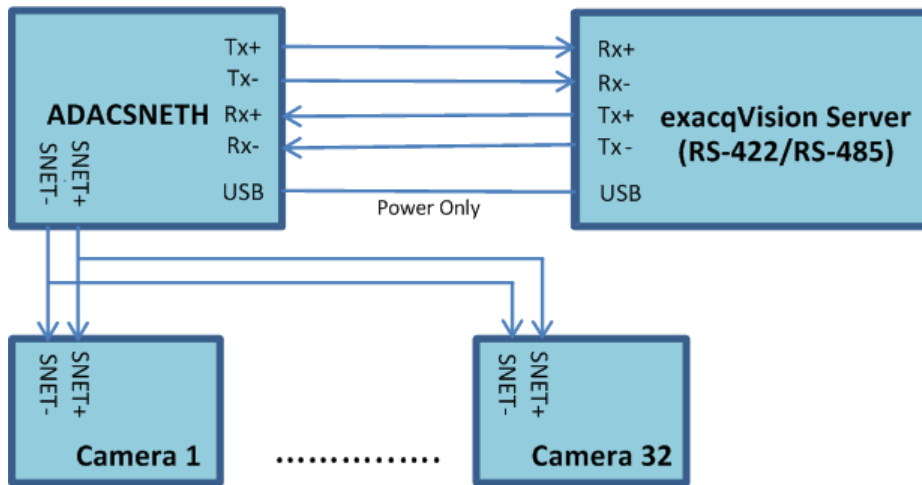 Tx+
Tx-
Rx+
Rx-
USB
ADACSNETH
SNET-
SNET+
Power Only
Rx+
Rx-
Tx+
Tx-
USB
exacqVision Server
(RS-422/RS-485)
SNET-
SNET+
Camera 1
...............
SNET-
SNET+
Camera 32